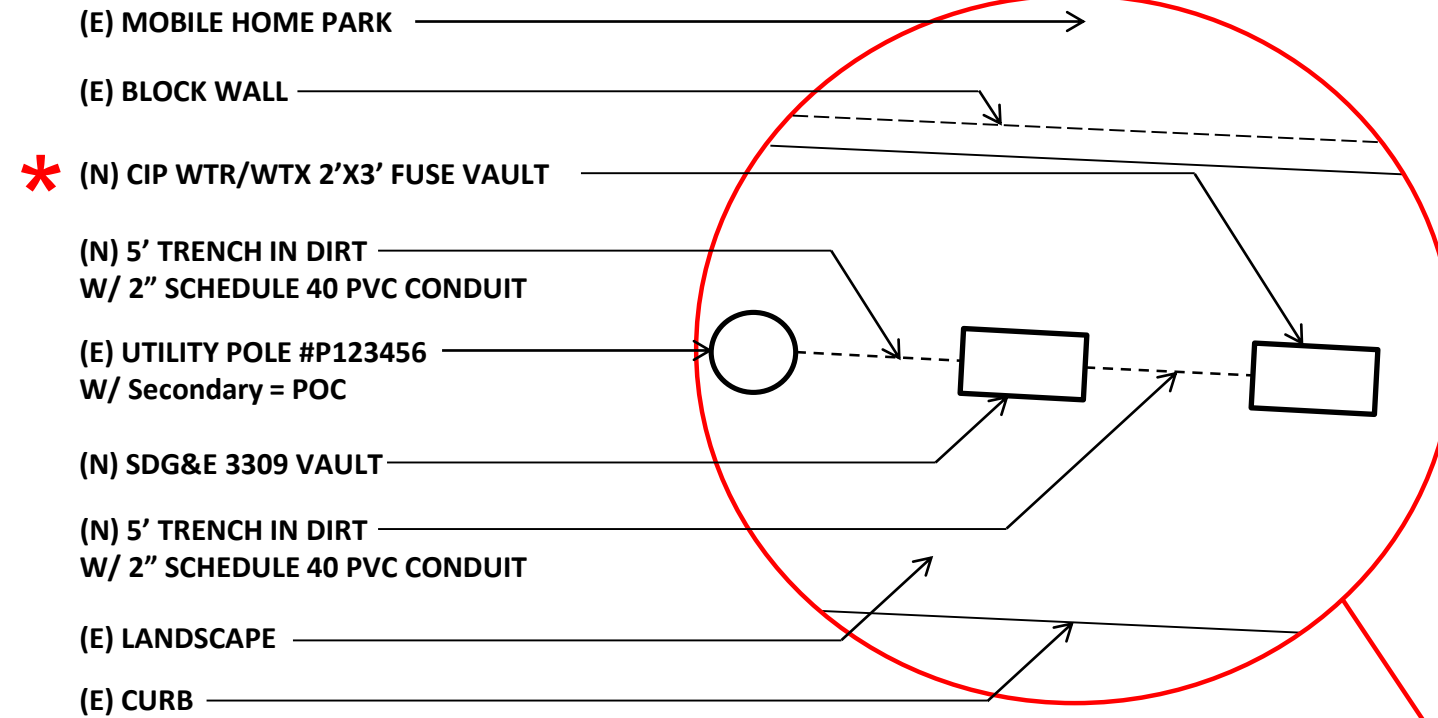 (E) MOBILE HOME PARK
(E) BLOCK WALL
* (N) CIP WTR/WTX 2’X3’ FUSE VAULT
(N) 5’ TRENCH IN DIRT
W/ 2” SCHEDULE 40 PVC CONDUIT
(E) UTILITY POLE #P123456
W/ Secondary = POC
(N) SDG&E 3309 VAULT
(N) 5’ TRENCH IN DIRT
W/ 2” SCHEDULE 40 PVC CONDUIT
(E) LANDSCAPE
(E) CURB